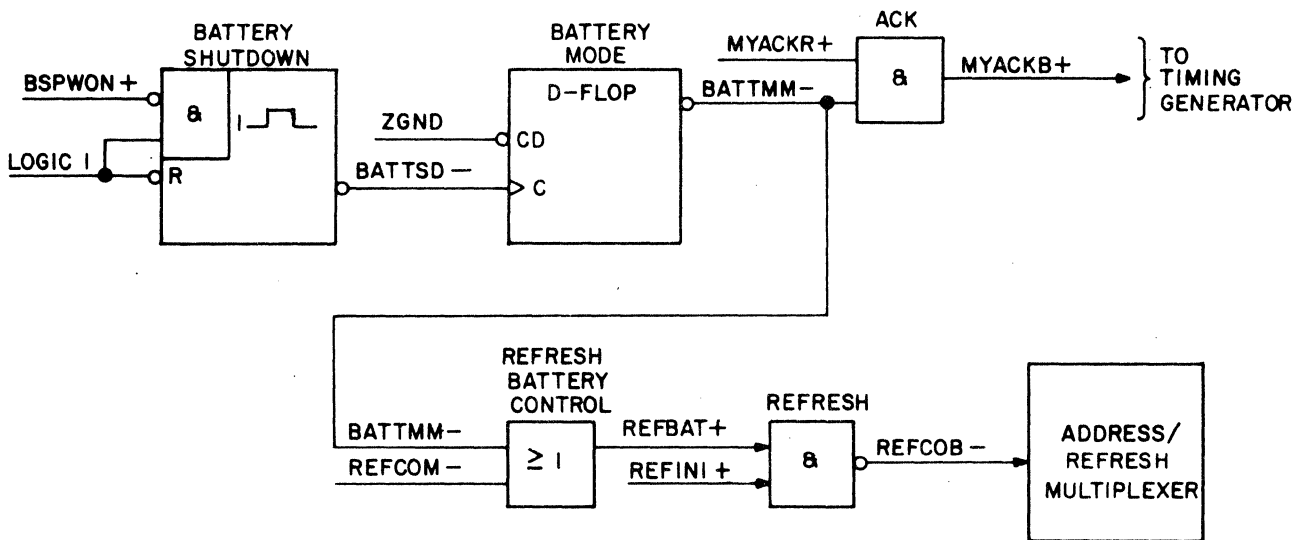 BATTERY
SHUTDOWN
BSPWON +
&
1
LOGIC 1
R
BATTSD -
ZGND
BATTERY
MODE
D-FLOP
CD
C
BATTMM-
MYACKR+
ACK
&
MYACKB+
TO
TIMING
GENERATOR
REFRESH
BATTERY
CONTROL
BATTMM-
REFCOM-
≥ 1
REFBAT+
REFINI+
REFRESH
&
REFCOB -
ADDRESS/
REFRESH
MULTIPLEXER